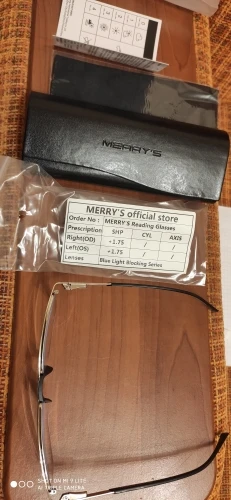 MERRY'S
MERRY'S official store
Order No : MERRY'S Reading Glasses
Prescription SHP CYL AXIS
Right(OD) +1.75 / /
Left(OS) +1.75 / /
Lenses Blue Light Blocking Series
SHOT ON MI 9 LITE
AI TRIPLE CAMERA